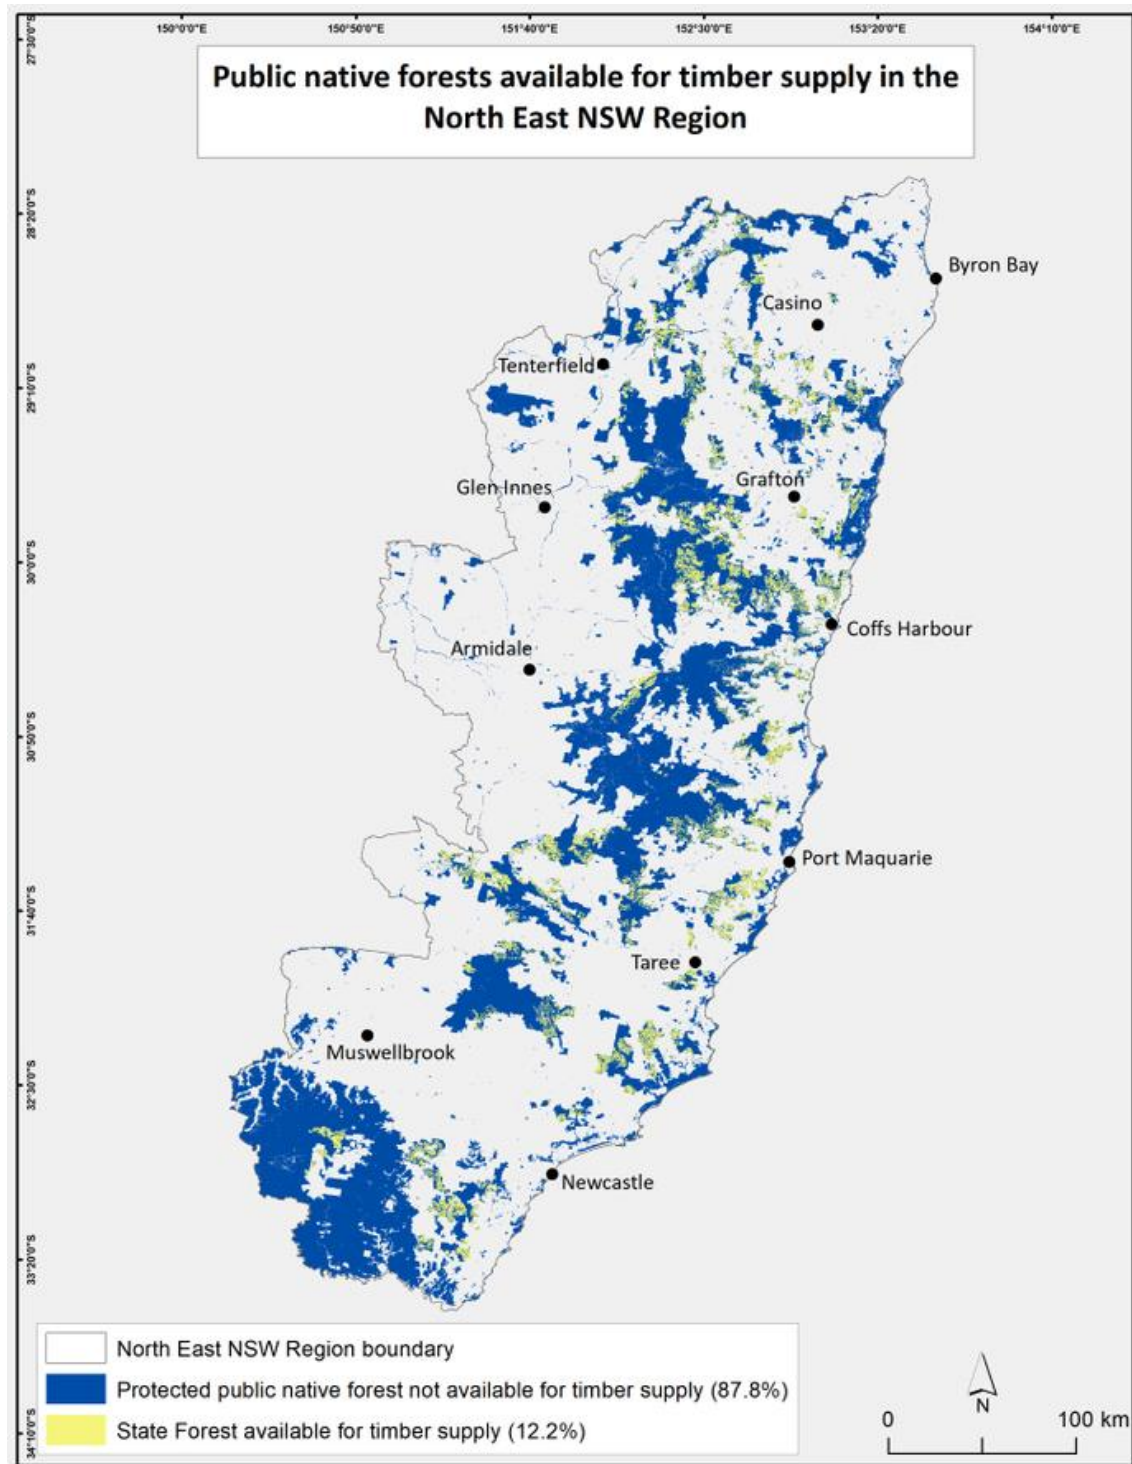 150°0'0"E 150°50'0"E 151°40'0"E 152°30'0"E 153°20'0"E 154°10'0"E
27°30'0"S
Public native forests available for timber supply in the
North East NSW Region
28°20'0"S
Byron Bay
Casino
Tenterfield
29°10'0"S
Grafton
Glen Innes
30°0'0"S
Coffs Harbour
Armidale
30°50'0"S
Port Maquarie
31°40'0"S
Taree
Muswellbrook
32°30'0"S
Newcastle
33°20'0"S
North East NSW Region boundary
Protected public native forest not available for timber supply (87.8%)
State Forest available for timber supply (12.2%)
34°10'0"S
N
0 100 km